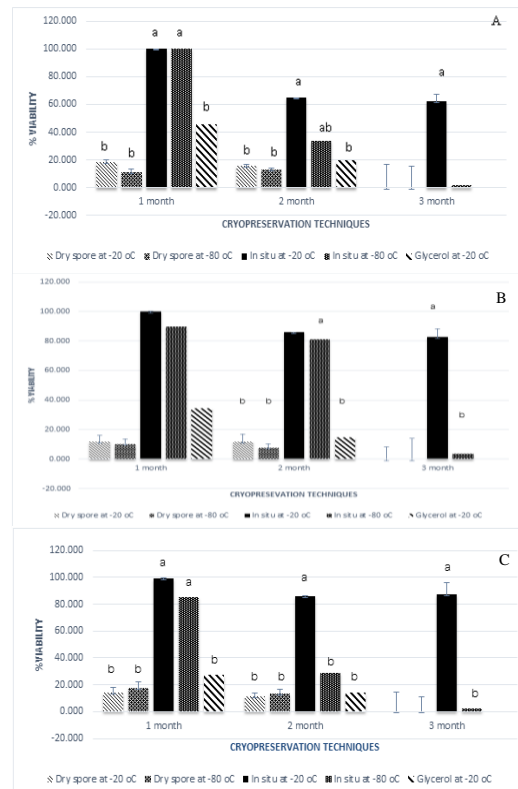 A
120.000
100.000
80.000
60.000
40.000
20.000
0.000
-20.000
% VIABILITY
a a
b b b
a
b b ab b
a
1 month 2 month 3 month
CRYOPRESERVATION TECHNIQUES
Dry spore at -20 oC Dry spore at -80 oC In situ at -20 oC In situ at -80 oC Glycerol at -20 oC
B
120.000
100.000
80.000
60.000
40.000
20.000
0.000
-20.000
% VIABILITY
b b a b
a b
1 month 2 month 3 month
CRYOPRESEVATION TECHNIQUES
Dry spore at -20 oC Dry spore at -80 oC In situ at -20 oC In situ at -80 oC Glycerol at -20 oC
C
120.000
100.000
80.000
60.000
40.000
20.000
0.000
-20.000
%VIABILITY
b b a a b
b b a b b
a b
1 month 2 month 3 month
CRYOPRESERVATION TECHNIQUES
Dry spore at -20 oC Dry spore at -80 oC In situ at -20 oC In situ at -80 oC Glycerol at -20 oC